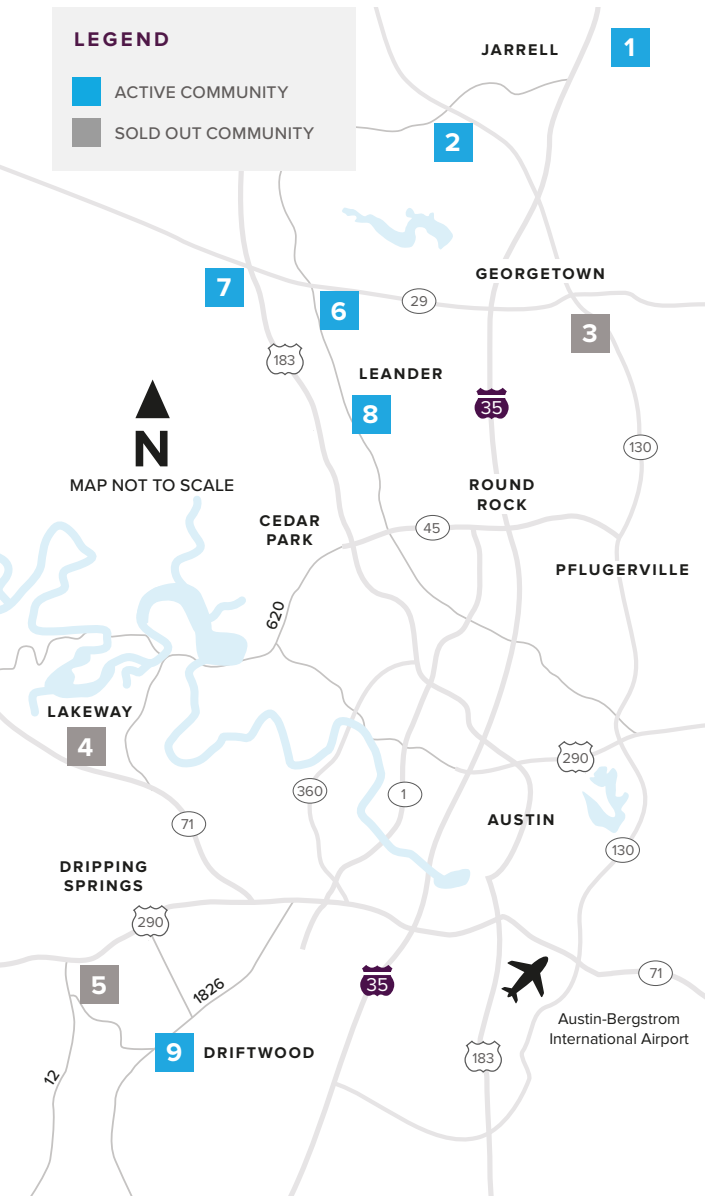 LEGEND
ACTIVE COMMUNITY
SOLD OUT COMMUNITY
JARRELL
1
2
GEORGETOWN
7
6
29
3
183
LEANDER
8
35
N
MAP NOT TO SCALE
130
ROUND
ROCK
CEDAR
PARK
45
PFLUGERVILLE
620
LAKEWAY
4
290
360
1
71
AUSTIN
130
DRIPPING
SPRINGS
290
5
1826
35
71
Austin-Bergstrom
International Airport
9
DRIFTWOOD
183
12